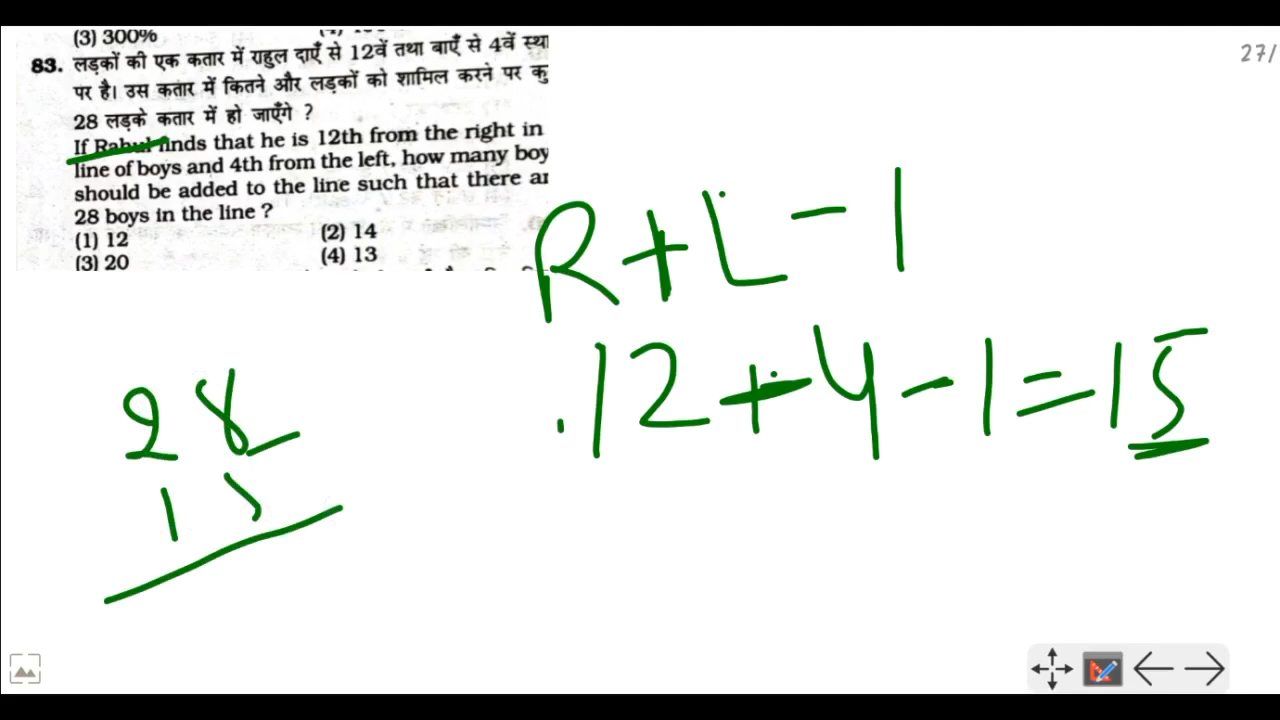 (3) 300%
83. लड़कों की एक कतार में राहुल दाएँ से 12वें तथा बाएँ से 4वें स्था
पर है। उस कतार में कितने और लड़कों को शामिल करने पर कु
28 लड़के कतार में हो जाएँगे ?
If Rahul finds that he is 12th from the right in
line of boys and 4th from the left, how many boy
should be added to the line such that there ar
28 boys in the line ?
(1) 12 (2) 14
(3) 20 (4) 13
27/
R+L-1
12+4-1=15
28
15